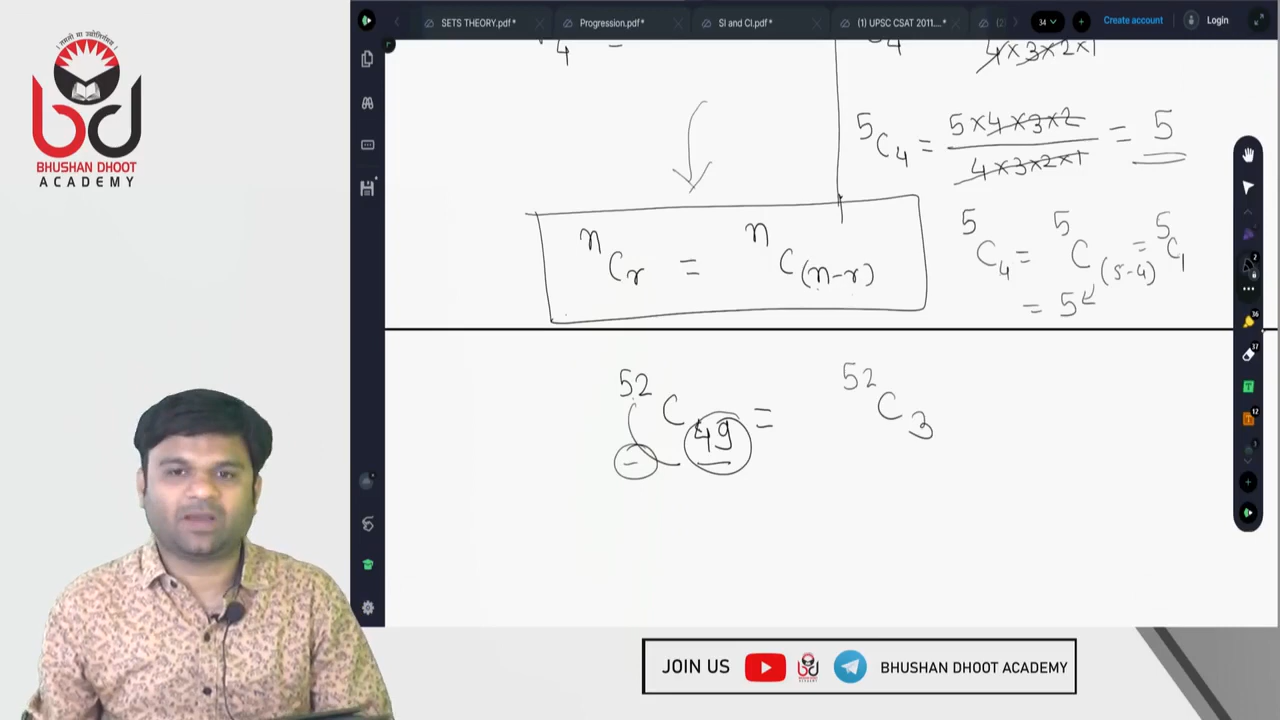 SETS THEORY.pdf*
Progression.pdf*
SI and CI.pdf*
(1) UPSC CSAT 2011....*
34
Create account
Login
BHUSHAN DHOOT
ACADEMY
4 =
4×3×2×1
⁵C₄ = 5×4×3×2 / 4×3×2×1 = 5
ⁿCᵣ = ⁿC(n-r)
⁵C₄ = ⁵C(5-4) = ⁵C₁
= 5
⁵²C₄₉ = ⁵²C₃
JOIN US
BHUSHAN DHOOT ACADEMY